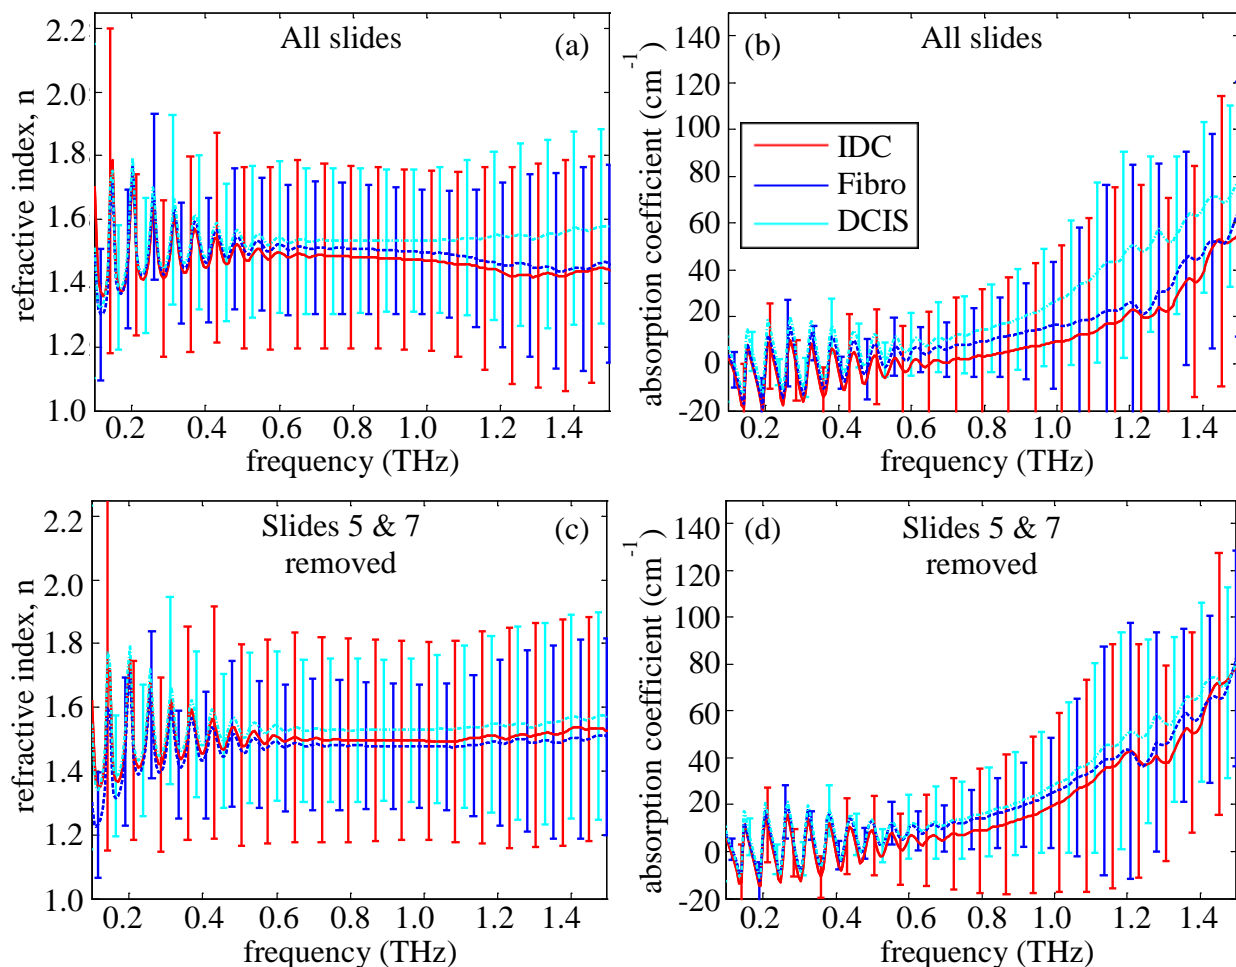 All slides
(a)
refractive index, n
2.2
2.0
1.8
1.6
1.4
1.2
1.0
0.2 0.4 0.6 0.8 1.0 1.2 1.4
frequency (THz)
All slides
(b)
absorption coefficient (cm⁻¹)
140
120
100
80
60
40
20
0
-20
IDC
Fibro
DCIS
0.2 0.4 0.6 0.8 1.0 1.2 1.4
frequency (THz)
Slides 5 & 7
removed
(c)
refractive index, n
2.2
2.0
1.8
1.6
1.4
1.2
1.0
0.2 0.4 0.6 0.8 1.0 1.2 1.4
frequency (THz)
Slides 5 & 7
removed
(d)
absorption coefficient (cm⁻¹)
140
120
100
80
60
40
20
0
-20
0.2 0.4 0.6 0.8 1.0 1.2 1.4
frequency (THz)